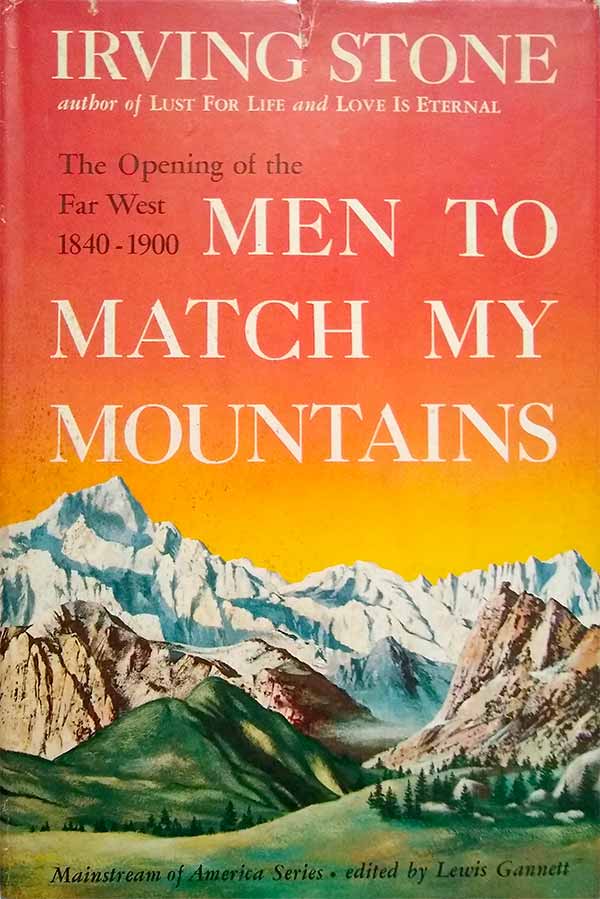 IRVING STONE
author of LUST FOR LIFE and LOVE IS ETERNAL
The Opening of the
Far West
1840-1900
MEN TO
MATCH MY
MOUNTAINS
Mainstream of America Series • edited by Lewis Gannett